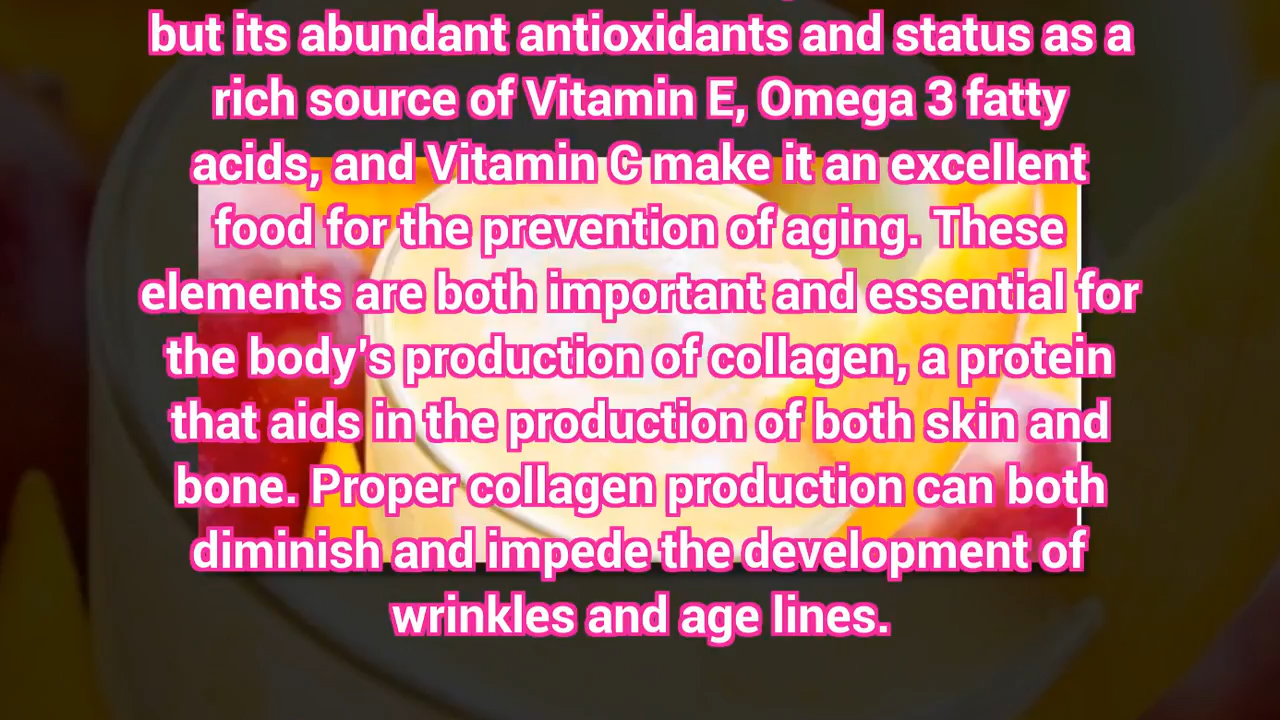 but its abundant antioxidants and status as a
rich source of Vitamin E, Omega 3 fatty
acids, and Vitamin C make it an excellent
food for the prevention of aging. These
elements are both important and essential for
the body's production of collagen, a protein
that aids in the production of both skin and
bone. Proper collagen production can both
diminish and impede the development of
wrinkles and age lines.